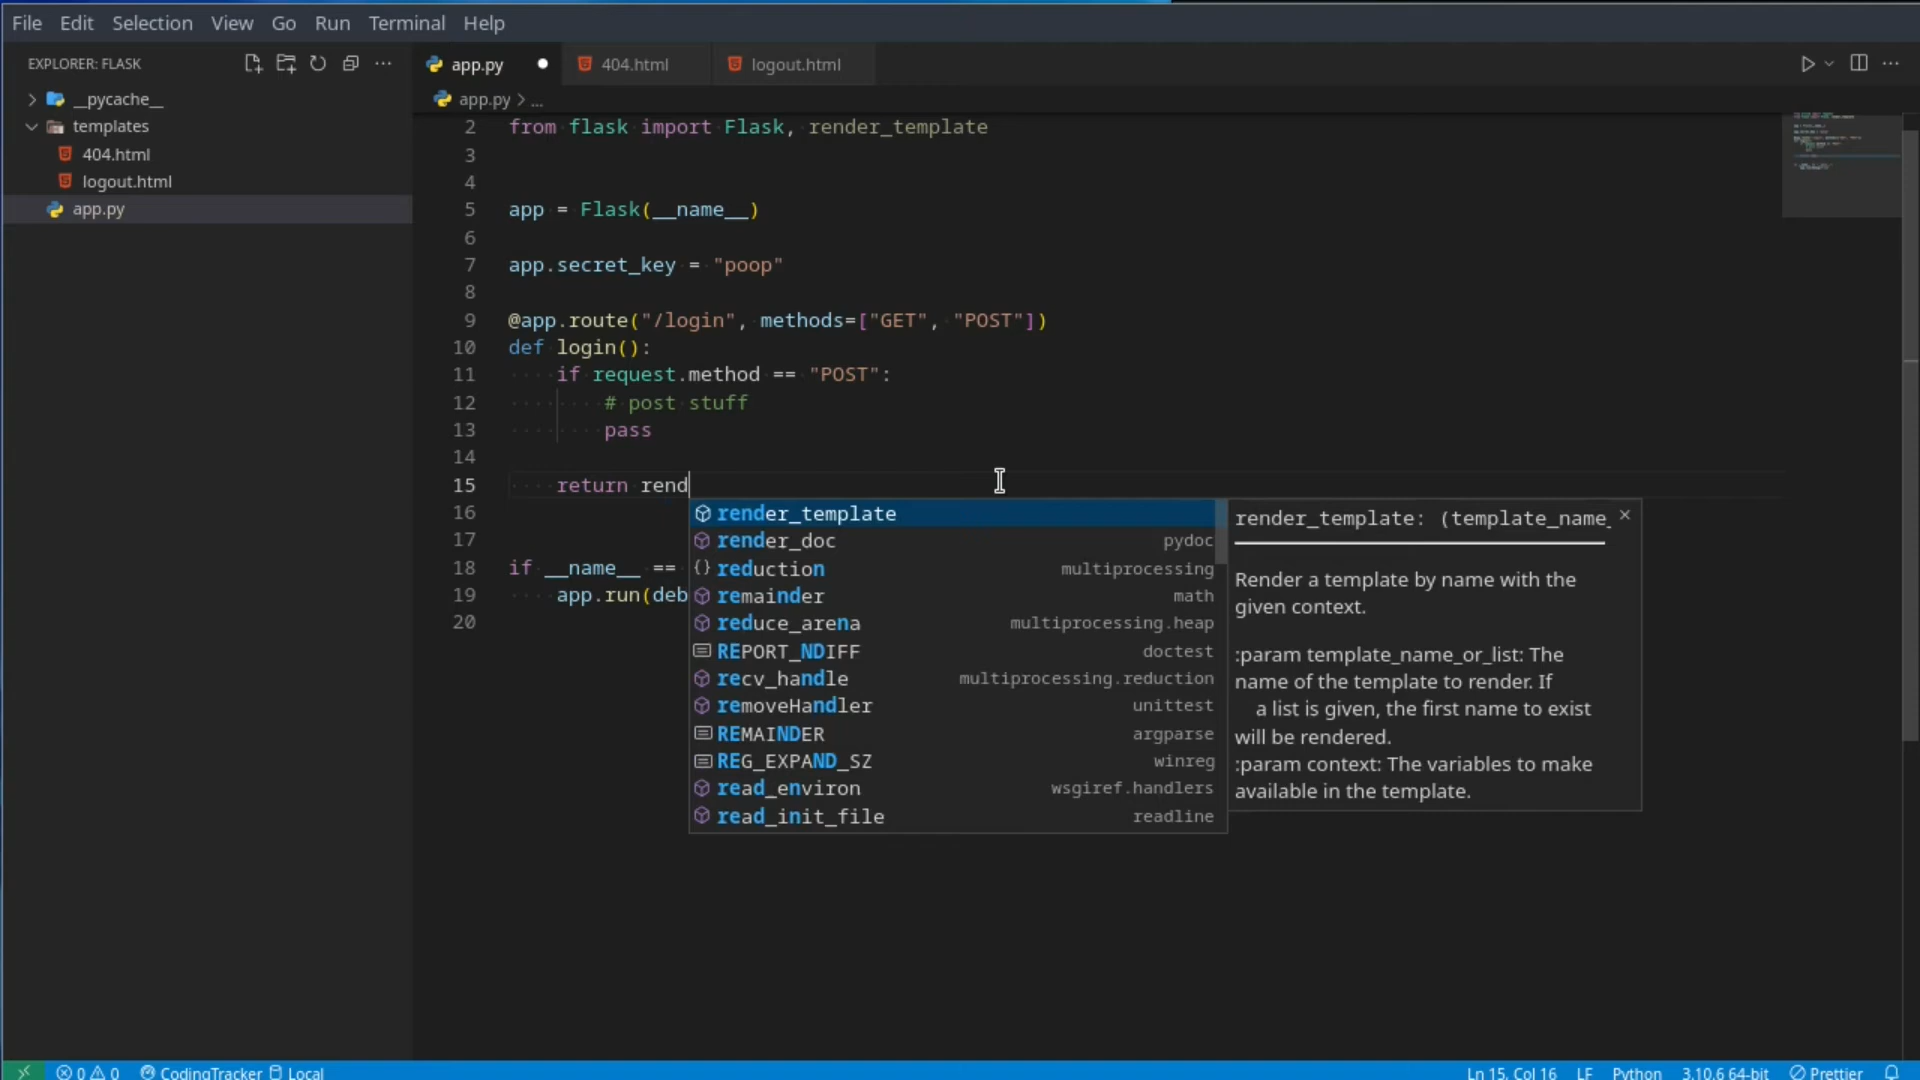 File Edit Selection View Go Run Terminal Help
EXPLORER: FLASK
__pycache__
templates
404.html
logout.html
app.py
app.py 404.html logout.html
app.py > ...
2 from flask import Flask, render_template
3
4
5 app = Flask(__name__)
6
7 app.secret_key = "poop"
8
9 @app.route("/login", methods=["GET", "POST"])
10 def login():
11 if request.method == "POST":
12 # post stuff
13 pass
14
15 return rend
16
17
18 if __name__ ==
19 app.run(deb
20
render_template
render_doc pydoc
reduction multiprocessing
remainder math
reduce_arena multiprocessing.heap
REPORT_NDIFF doctest
recv_handle multiprocessing.reduction
removeHandler unittest
REMAINDER argparse
REG_EXPAND_SZ winreg
read_environ wsgiref.handlers
read_init_file readline
render_template: (template_name_
Render a template by name with the
given context.
:param template_name_or_list: The
name of the template to render. If
a list is given, the first name to exist
will be rendered.
:param context: The variables to make
available in the template.
0 0 CodingTracker Local Ln 15, Col 16 LF Python 3.10.6 64-bit Prettier